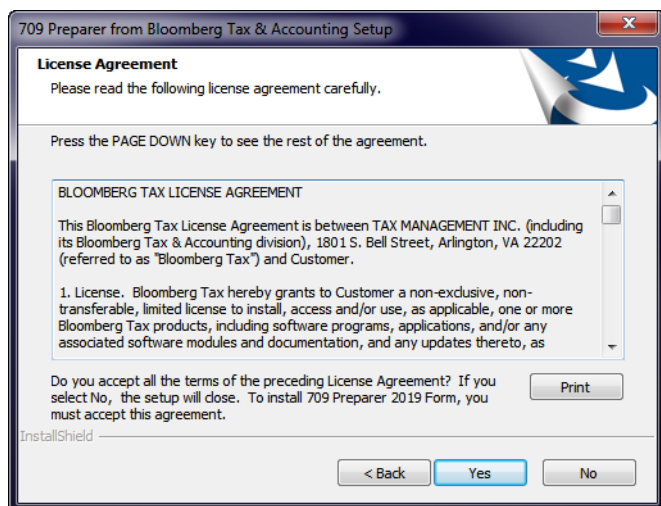 709 Preparer from Bloomberg Tax & Accounting Setup
License Agreement
Please read the following license agreement carefully.
Press the PAGE DOWN key to see the rest of the agreement.
BLOOMBERG TAX LICENSE AGREEMENT
This Bloomberg Tax License Agreement is between TAX MANAGEMENT INC. (including
its Bloomberg Tax & Accounting division), 1801 S. Bell Street, Arlington, VA 22202
(referred to as "Bloomberg Tax") and Customer.
1. License.  Bloomberg Tax hereby grants to Customer a non-exclusive, non-
transferable, limited license to install, access and/or use, as applicable, one or more
Bloomberg Tax products, including software programs, applications, and/or any
associated software modules and documentation, and any updates thereto, as
Do you accept all the terms of the preceding License Agreement?  If you
select No,  the setup will close.  To install 709 Preparer 2019 Form, you
must accept this agreement.
Print
InstallShield
< Back
Yes
No